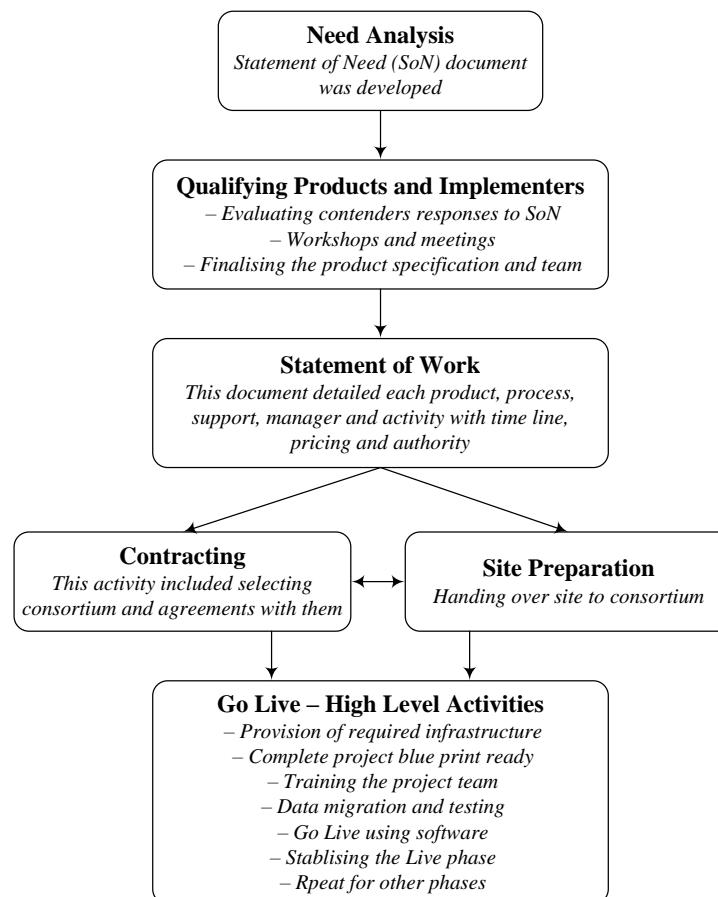 Need Analysis
Statement of Need (SoN) document
was developed
Qualifying Products and Implementers
– Evaluating contenders responses to SoN
– Workshops and meetings
– Finalising the product specification and team
Statement of Work
This document detailed each product, process,
support, manager and activity with time line,
pricing and authority
Contracting
This activity included selecting
consortium and agreements with them
Site Preparation
Handing over site to consortium
Go Live – High Level Activities
– Provision of required infrastructure
– Complete project blue print ready
– Training the project team
– Data migration and testing
– Go Live using software
– Stablising the Live phase
– Rpeat for other phases